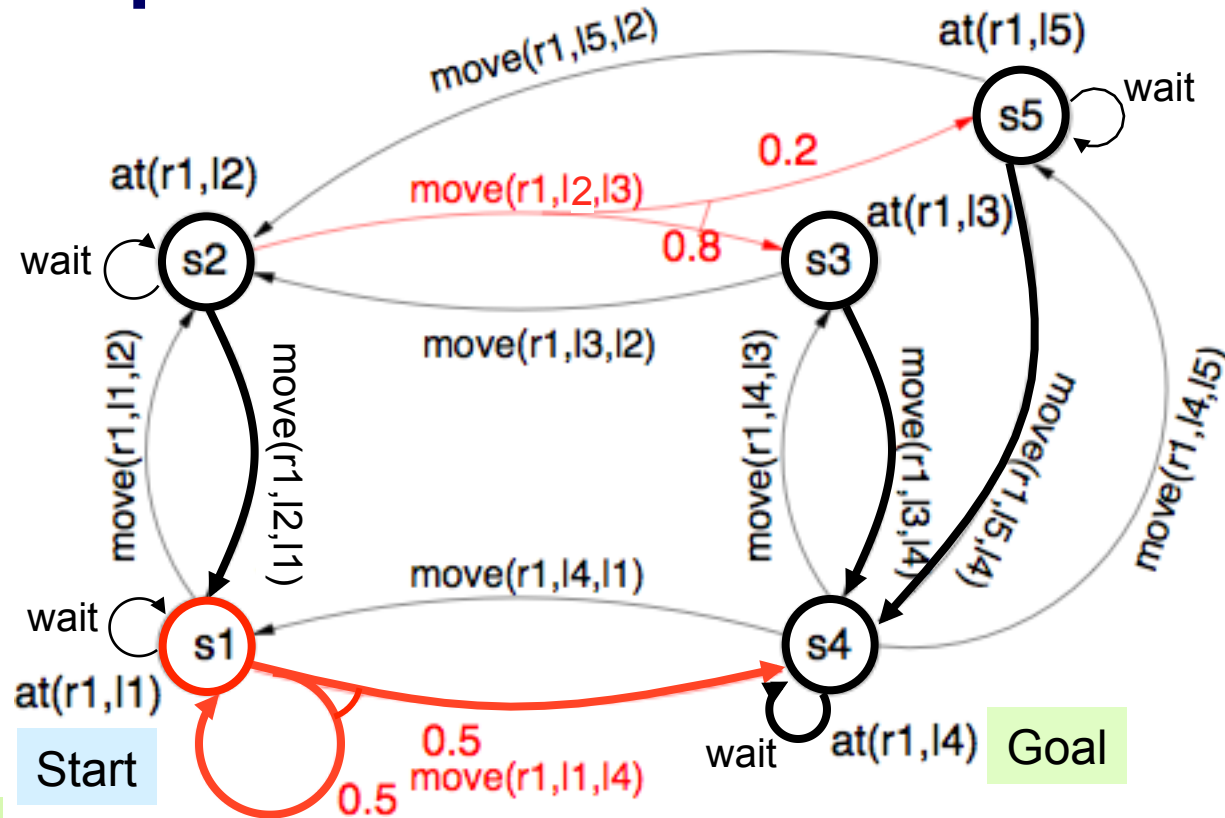 move(r1,l5,l2)
at(r1,l5)
wait
s5
0.2
at(r1,l2)
move(r1,l2,l3)
at(r1,l3)
0.8
wait
s2
s3
move(r1,l3,l2)
move(r1,l1,l2)
move(r1,l2,l1)
move(r1,l4,l3)
move(r1,l3,l4)
move(r1,l5,l4)
move(r1,l4,l5)
move(r1,l4,l1)
wait
s1
s4
at(r1,l1)
Start
0.5
0.5
move(r1,l1,l4)
wait
at(r1,l4)
Goal